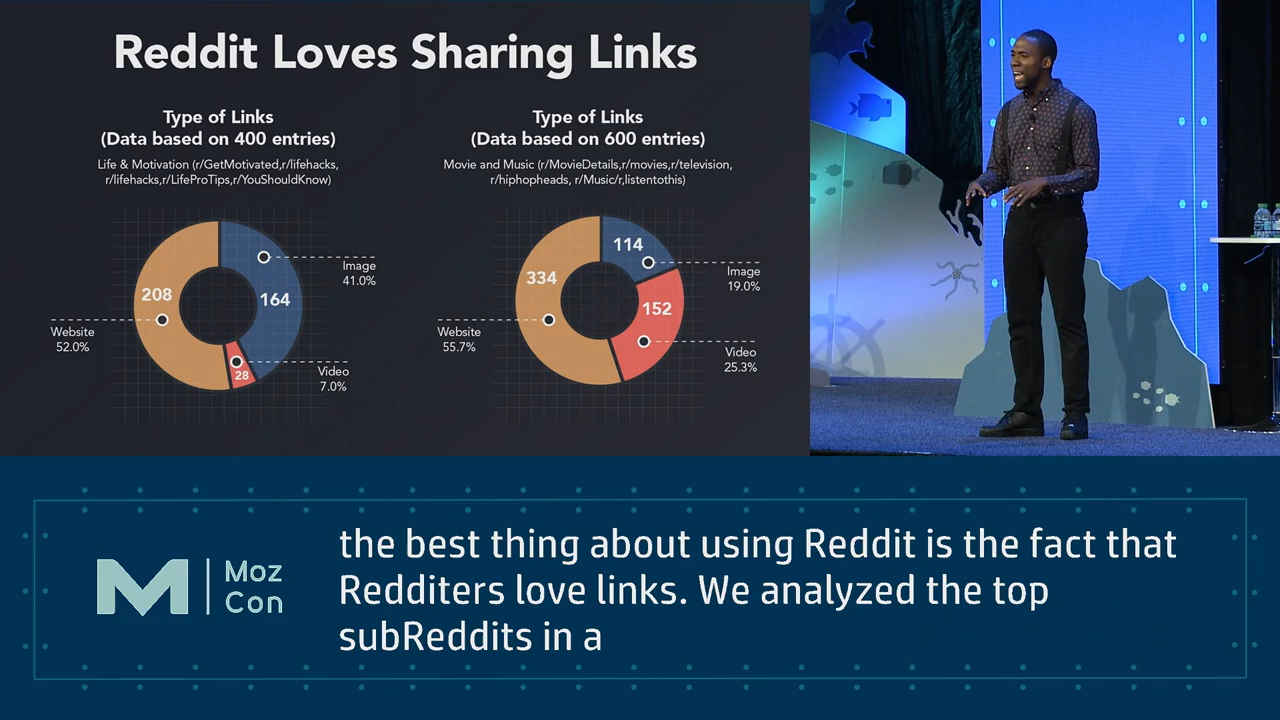 Reddit Loves Sharing Links
Type of Links
(Data based on 400 entries)
Life & Motivation (r/GetMotivated,r/lifehacks,
r/lifehacks,r/LifeProTips,r/YouShouldKnow)
208
164
28
Image
41.0%
Website
52.0%
Video
7.0%
Type of Links
(Data based on 600 entries)
Movie and Music (r/MovieDetails,r/movies,r/television,
r/hiphopheads, r/Music/r,listentothis)
114
334
152
Image
19.0%
Website
55.7%
Video
25.3%
M
Moz
Con
the best thing about using Reddit is the fact that
Redditers love links. We analyzed the top
subReddits in a